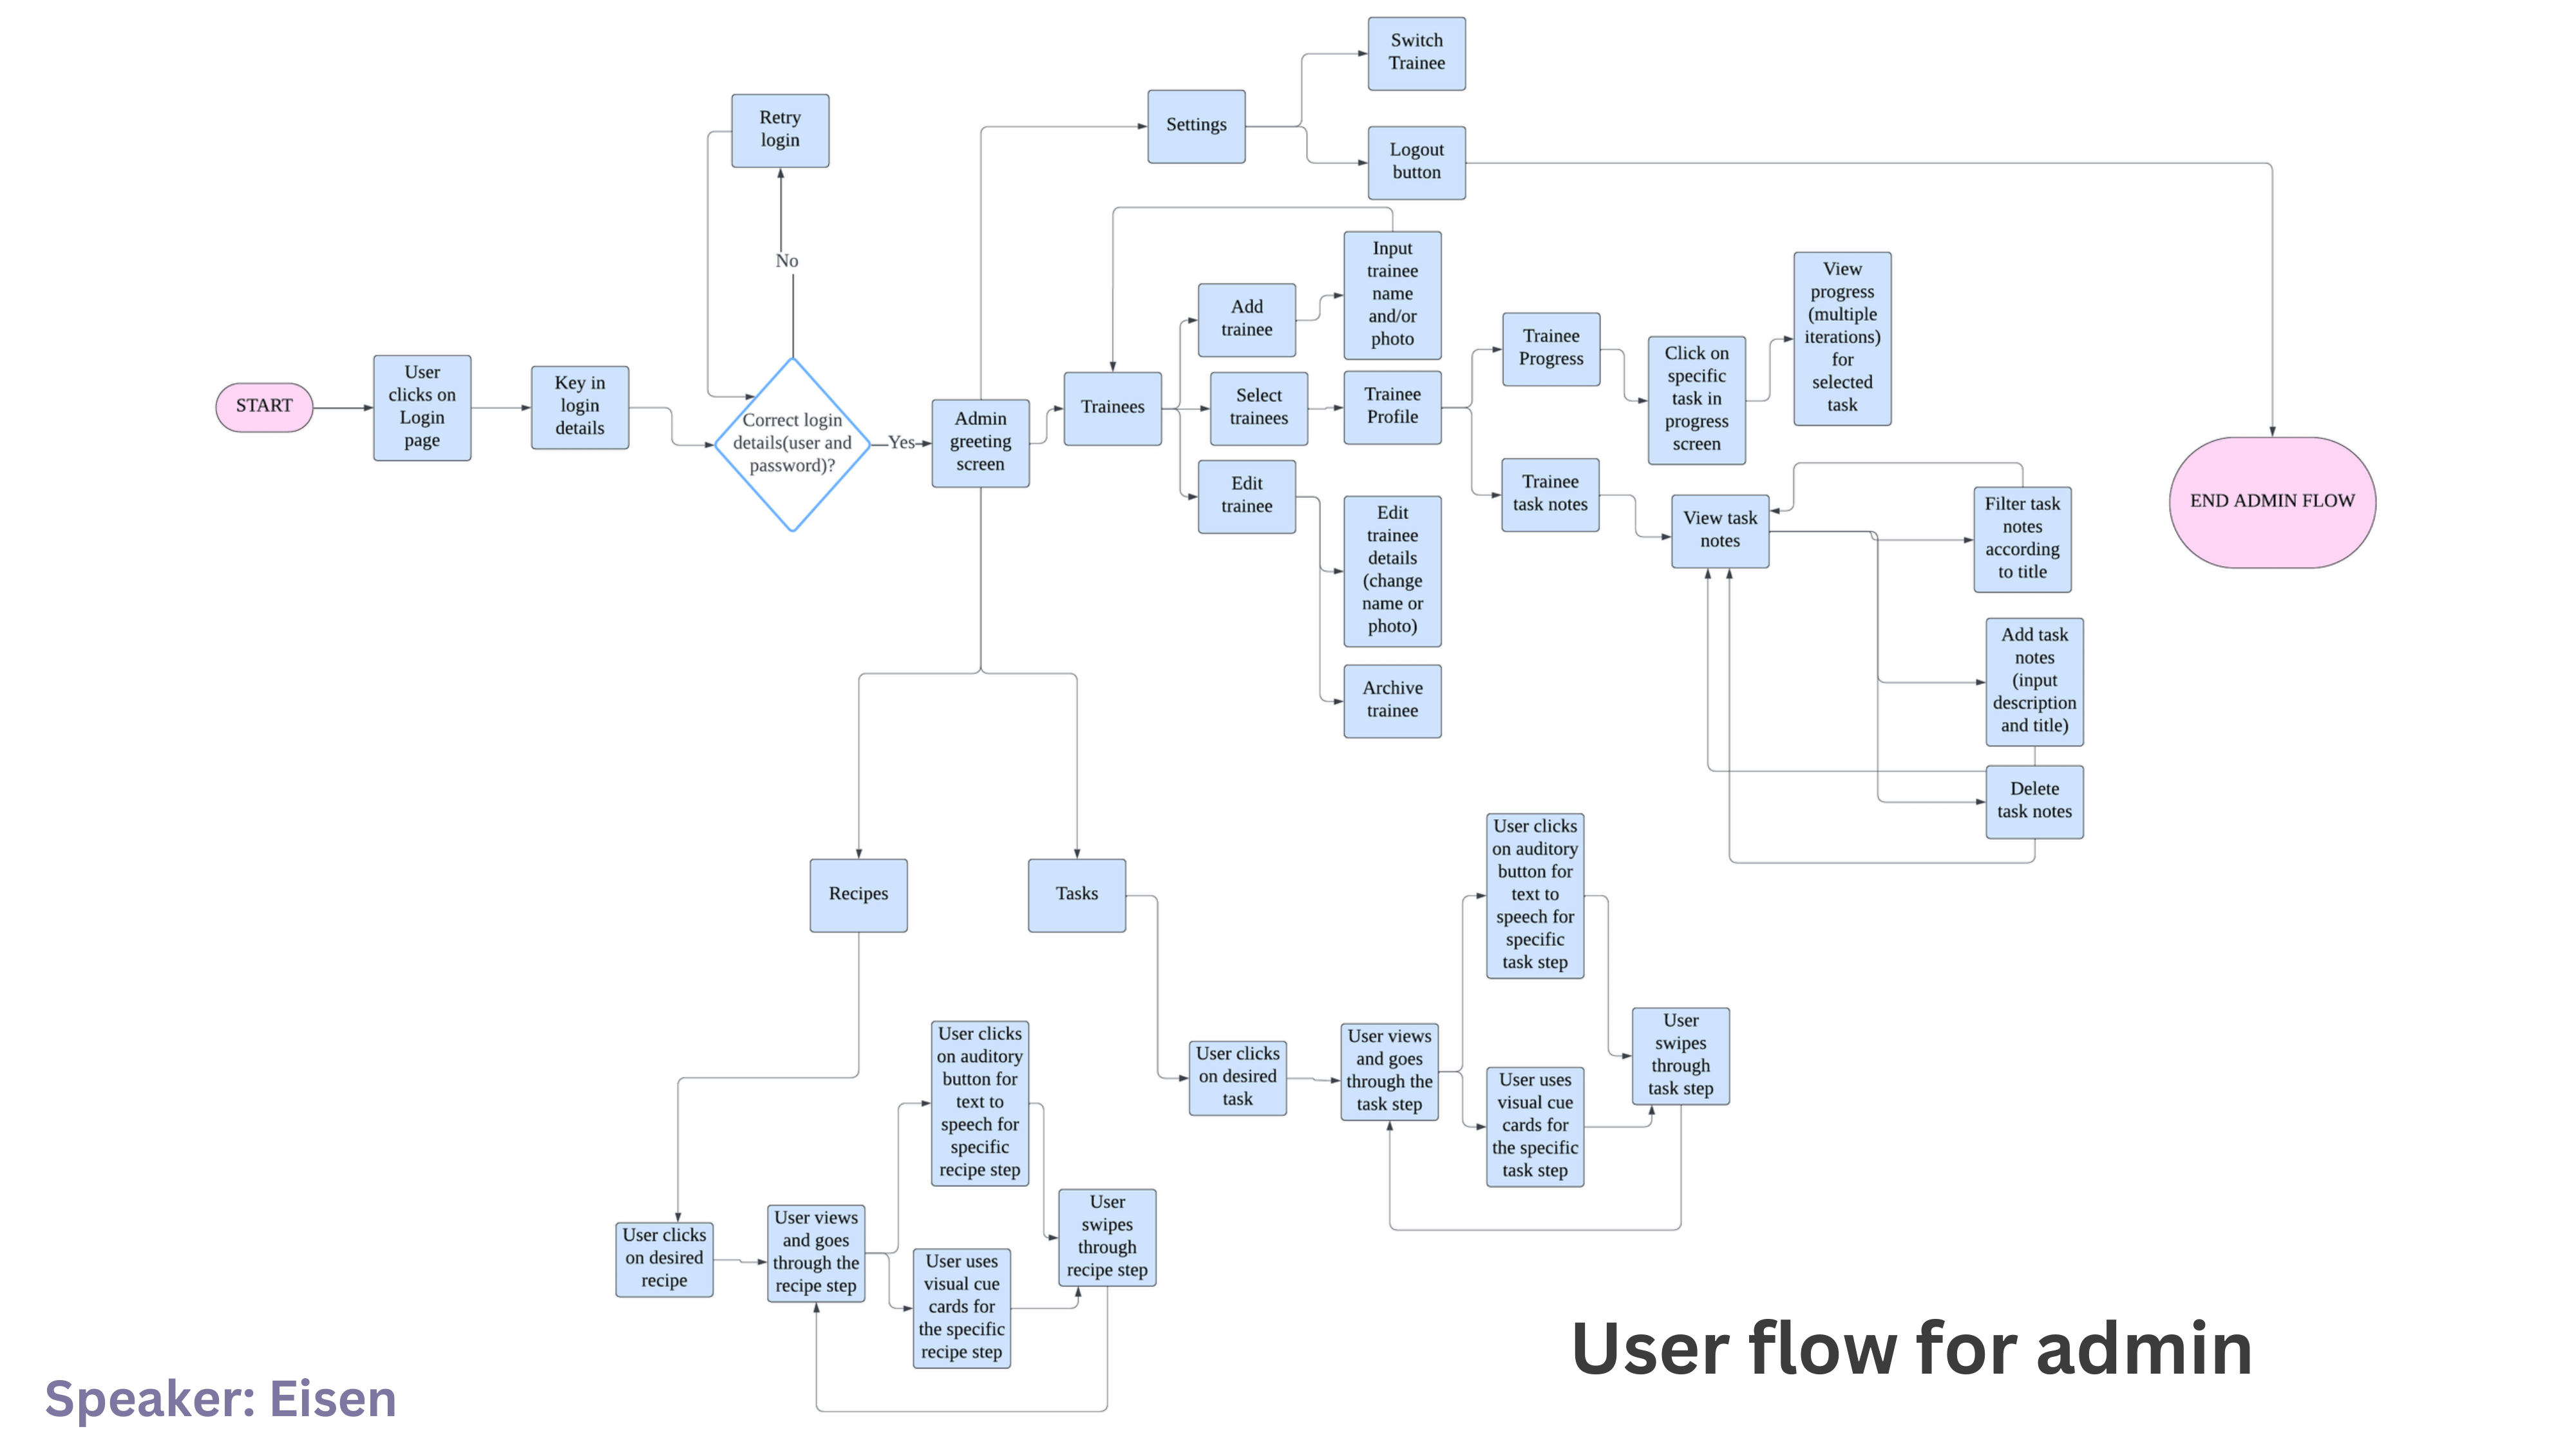 Switch
Trainee
Settings
Logout
button
Retry
login
No
START
User
clicks on
Login
page
Key in
login
details
Correct login
details(user and
password)?
Yes
Admin
greeting
screen
Trainees
Add
trainee
Input
trainee
name
and/or
photo
Select
trainees
Trainee
Profile
Edit
trainee
Edit
trainee
details
(change
name or
photo)
Archive
trainee
Trainee
Progress
Click on
specific
task in
progress
screen
View
progress
(multiple
iterations)
for
selected
task
Trainee
task notes
View task
notes
Filter task
notes
according
to title
Add task
notes
(input
description
and title)
Delete
task notes
END ADMIN FLOW
Recipes
Tasks
User clicks
on desired
task
User views
and goes
through the
task step
User clicks
on auditory
button for
text to
speech for
specific
task step
User uses
visual cue
cards for
the specific
task step
User
swipes
through
task step
User clicks
on desired
recipe
User views
and goes
through the
recipe step
User clicks
on auditory
button for
text to
speech for
specific
recipe step
User uses
visual cue
cards for
the specific
recipe step
User
swipes
through
recipe step
User flow for admin
Speaker: Eisen